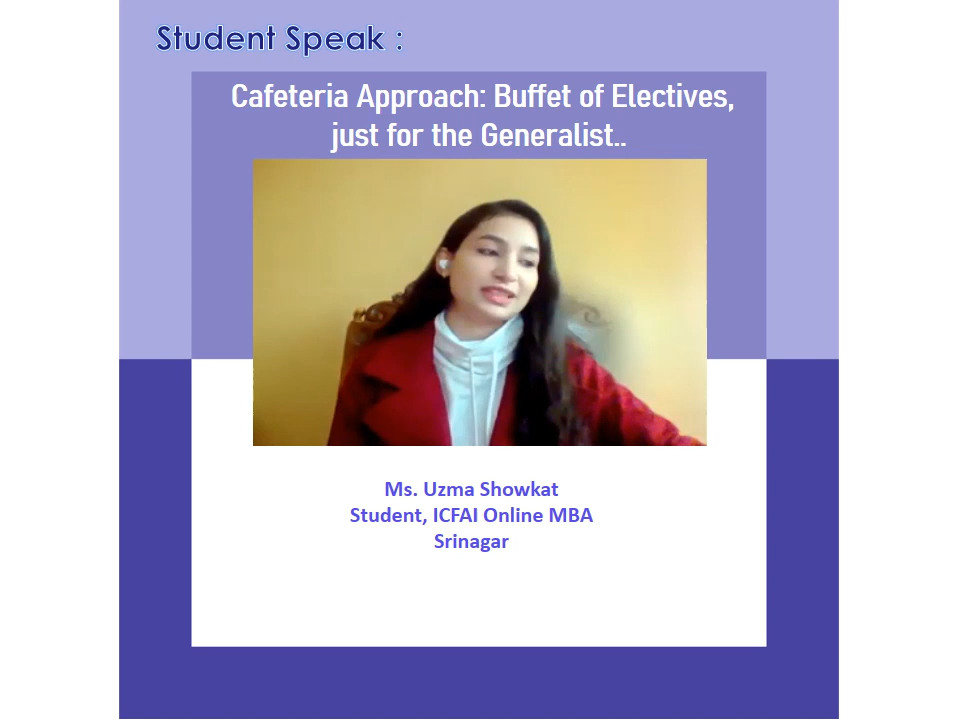 Student Speak :
Cafeteria Approach: Buffet of Electives,
just for the Generalist..
Ms. Uzma Showkat
Student, ICFAI Online MBA
Srinagar